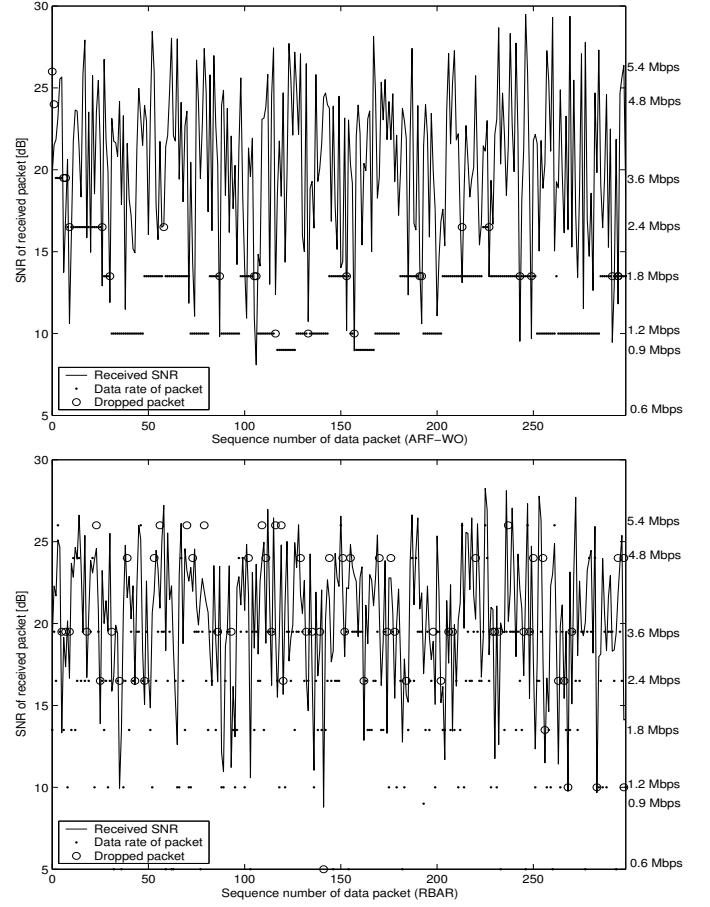 30
25
20
15
10
5
SNR of received packet [dB]
5.4 Mbps
4.8 Mbps
3.6 Mbps
2.4 Mbps
1.8 Mbps
1.2 Mbps
0.9 Mbps
0.6 Mbps
Received SNR
Data rate of packet
Dropped packet
0 50 100 150 200 250
Sequence number of data packet (ARF-WO)
30
25
20
15
10
5
SNR of received packet [dB]
5.4 Mbps
4.8 Mbps
3.6 Mbps
2.4 Mbps
1.8 Mbps
1.2 Mbps
0.9 Mbps
0.6 Mbps
Received SNR
Data rate of packet
Dropped packet
0 50 100 150 200 250
Sequence number of data packet (RBAR)